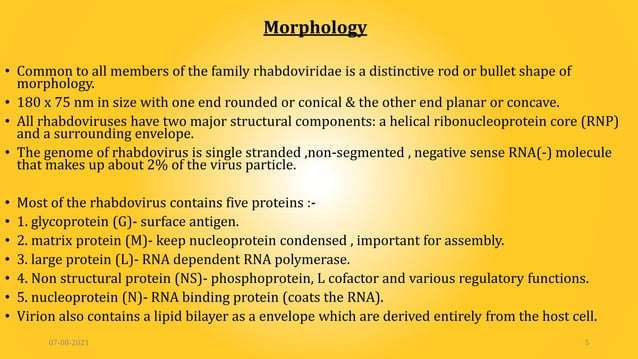 Morphology
• Common to all members of the family rhabdoviridae is a distinctive rod or bullet shape of
morphology.
• 180 x 75 nm in size with one end rounded or conical & the other end planar or concave.
• All rhabdoviruses have two major structural components: a helical ribonucleoprotein core (RNP)
and a surrounding envelope.
• The genome of rhabdovirus is single stranded ,non-segmented , negative sense RNA(-) molecule
that makes up about 2% of the virus particle.
• Most of the rhabdovirus contains five proteins :-
• 1. glycoprotein (G)- surface antigen.
• 2. matrix protein (M)- keep nucleoprotein condensed , important for assembly.
• 3. large protein (L)- RNA dependent RNA polymerase.
• 4. Non structural protein (NS)- phosphoprotein, L cofactor and various regulatory functions.
• 5. nucleoprotein (N)- RNA binding protein (coats the RNA).
• Virion also contains a lipid bilayer as a envelope which are derived entirely from the host cell.
07-08-2021
5